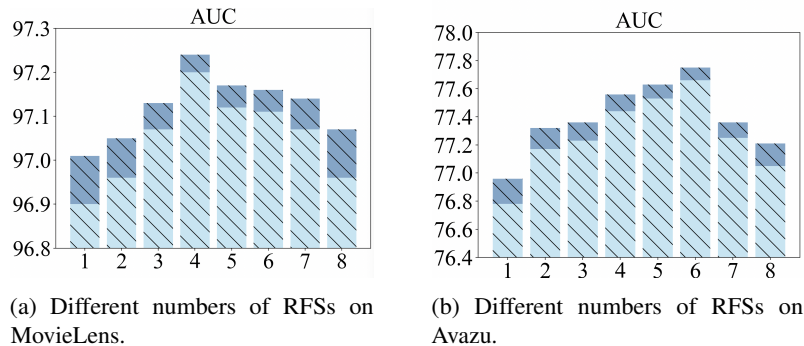 AUC
97.3
97.2
97.1
97.0
96.9
96.8
1 2 3 4 5 6 7 8
(a) Different numbers of RFSs on
MovieLens.
AUC
78.0
77.8
77.6
77.4
77.2
77.0
76.8
76.6
76.4
1 2 3 4 5 6 7 8
(b) Different numbers of RFSs on
Avazu.